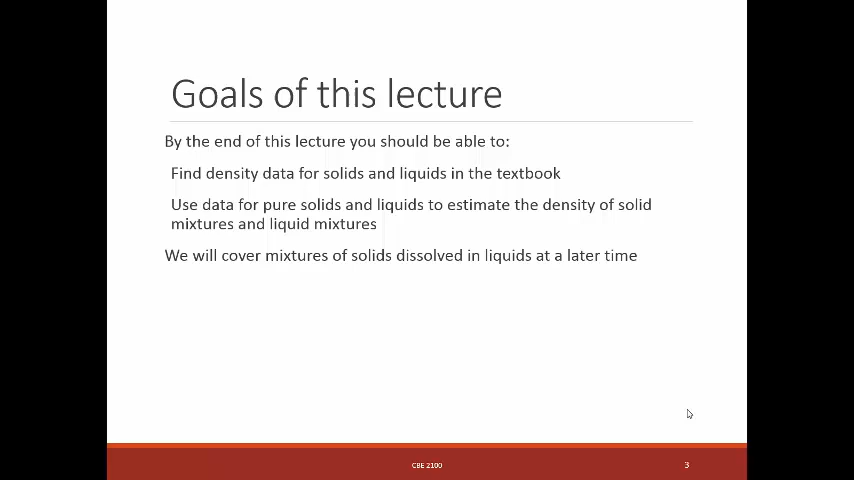 Goals of this lecture
By the end of this lecture you should be able to:
Find density data for solids and liquids in the textbook
Use data for pure solids and liquids to estimate the density of solid
mixtures and liquid mixtures
We will cover mixtures of solids dissolved in liquids at a later time
CBE 2100
3